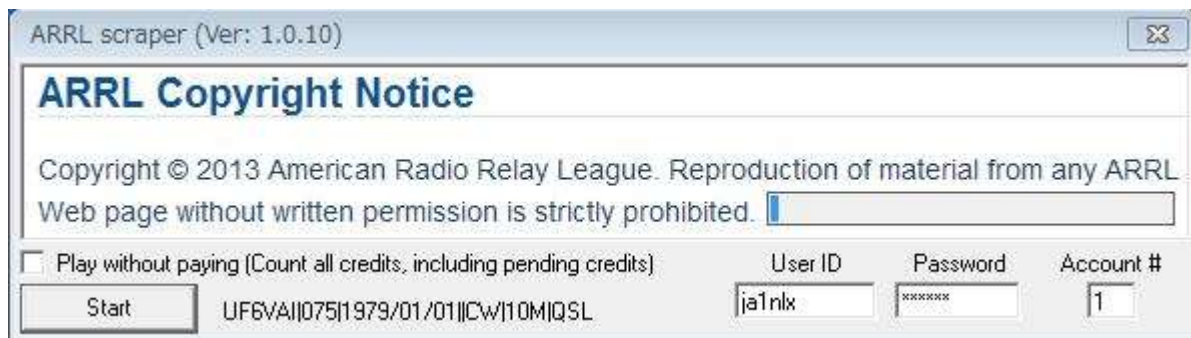 ARRL scraper (Ver: 1.0.10)
ARRL Copyright Notice
Copyright © 2013 American Radio Relay League. Reproduction of material from any ARRL
Web page without written permission is strictly prohibited.
Play without paying (Count all credits, including pending credits)
User ID
Password
Account #
Start
UF6VAI|075|1979/01/01||CW|10M|QSL
ja1nlx
xxxxxx
1